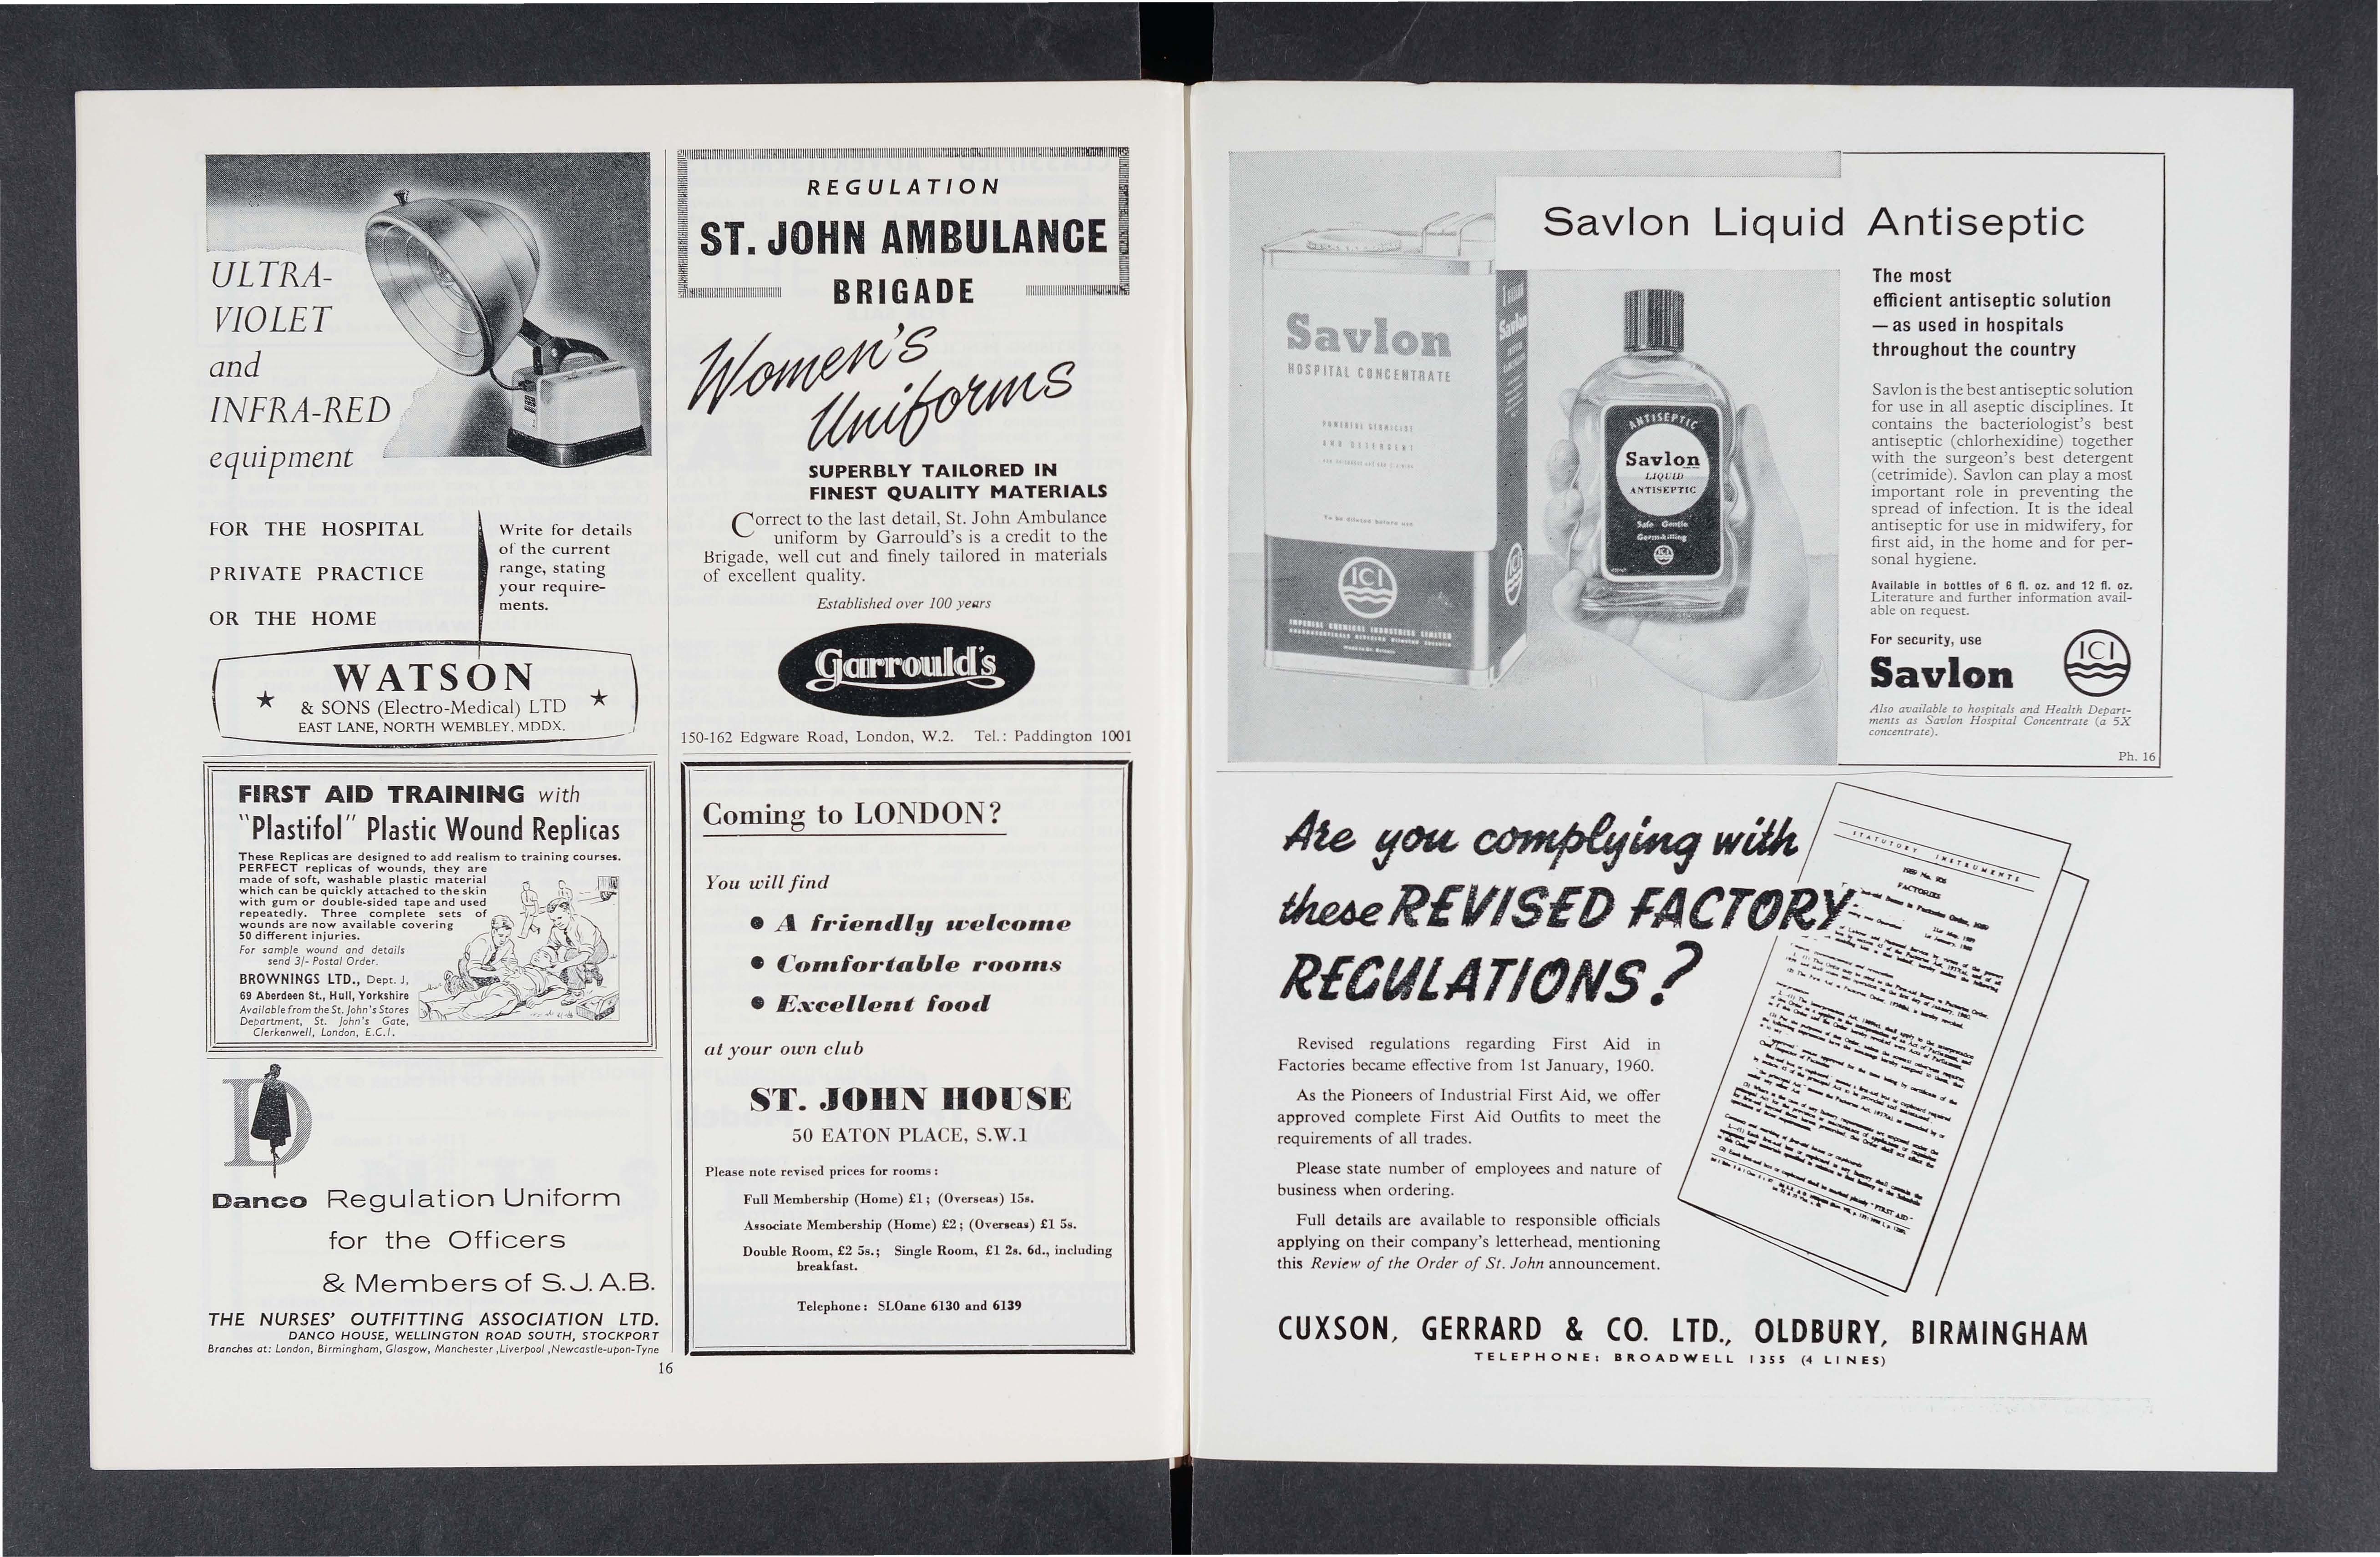 ULTRA-
VIOLET
and
INFRA-RED
equipment
FOR THE HOSPITAL
PRIVATE PRACTICE
OR THE HOME
Write for details
of the current
range, stating
your require-
ments.
WATSON
& SONS (Electro-Medical) LTD
EAST LANE, NORTH WEMBLEY, MDDX.
FIRST AID TRAINING with
"Plastifol" Plastic Wound Replicas
These Replicas are designed to add realism to training courses.
PERFECT replicas of wounds, they are
made of soft, washable plastic material
which can be quickly attached to the skin
with gum or double-sided tape and used
repeatedly. Three complete sets of
wounds are now available covering
50 different injuries.
For sample wound and details
send 3/- Postal Order.
BROWNINGS LTD., Dept. J,
69 Aberdeen St., Hull, Yorkshire
Available from the St. John's Stores
Department, St. John's Gate,
Clerkenwell, London, E.C.1.
D
Danco Regulation Uniform
for the Officers
& Members of S.J.A.B.
THE NURSES' OUTFITTING ASSOCIATION LTD.
DANCO HOUSE, WELLINGTON ROAD SOUTH, STOCKPORT
Branches at: London, Birmingham, Glasgow, Manchester ,Liverpool ,Newcastle-upon-Tyne
REGULATION
ST. JOHN AMBULANCE
BRIGADE
Women's
Uniforms
SUPERBLY TAILORED IN
FINEST QUALITY MATERIALS
Correct to the last detail, St. John Ambulance
uniform by Garrould's is a credit to the
Brigade, well cut and finely tailored in materials
of excellent quality.
Established over 100 years
Garrould's
150-162 Edgware Road, London, W.2. Tel.: Paddington 1001
Coming to LONDON?
You will find
• A friendly welcome
• Comfortable rooms
• Excellent food
at your own club
ST. JOHN HOUSE
50 EATON PLACE, S.W.1
Please note revised prices for rooms :
Full Membership (Home) £1; (Overseas) 15s.
Associate Membership (Home) £2; (Overseas) £1 5s.
Double Room, £2 5s.; Single Room, £1 2s. 6d., including
breakfast.
Telephone: SLOane 6130 and 6139
16
Savlon Liquid Antiseptic
Savlon
HOSPITAL CONCENTRATE
POWERFUL GERMICIDE
AND DETERGENT
To be diluted before use
ICI
IMPERIAL CHEMICAL INDUSTRIES LIMITED
Savlon
ICI
ANTISEPTIC
Savlon
LIQUID
ANTISEPTIC
Safe Gentle
Germ-killing
ICI
The most
efficient antiseptic solution
— as used in hospitals
throughout the country
Savlon is the best antiseptic solution
for use in all aseptic disciplines. It
contains the bacteriologist's best
antiseptic (chlorhexidine) together
with the surgeon's best detergent
(cetrimide). Savlon can play a most
important role in preventing the
spread of infection. It is the ideal
antiseptic for use in midwifery, for
first aid, in the home and for per-
sonal hygiene.
Available in bottles of 6 fl. oz. and 12 fl. oz.
Literature and further information avail-
able on request.
For security, use
Savlon
ICI
Also available to hospitals and Health Depart-
ments as Savlon Hospital Concentrate (a 5X
concentrate).
Ph. 16
Are you complying with
these REVISED FACTORY
REGULATIONS?
STATUTORY INSTRUMENTS
FACTORIES
Revised regulations regarding First Aid in
Factories became effective from 1st January, 1960.
As the Pioneers of Industrial First Aid, we offer
approved complete First Aid Outfits to meet the
requirements of all trades.
Please state number of employees and nature of
business when ordering.
Full details are available to responsible officials
applying on their company's letterhead, mentioning
this Review of the Order of St. John announcement.
CUXSON, GERRARD & CO. LTD., OLDBURY, BIRMINGHAM
TELEPHONE: BROADWELL 1355 (4 LINES)